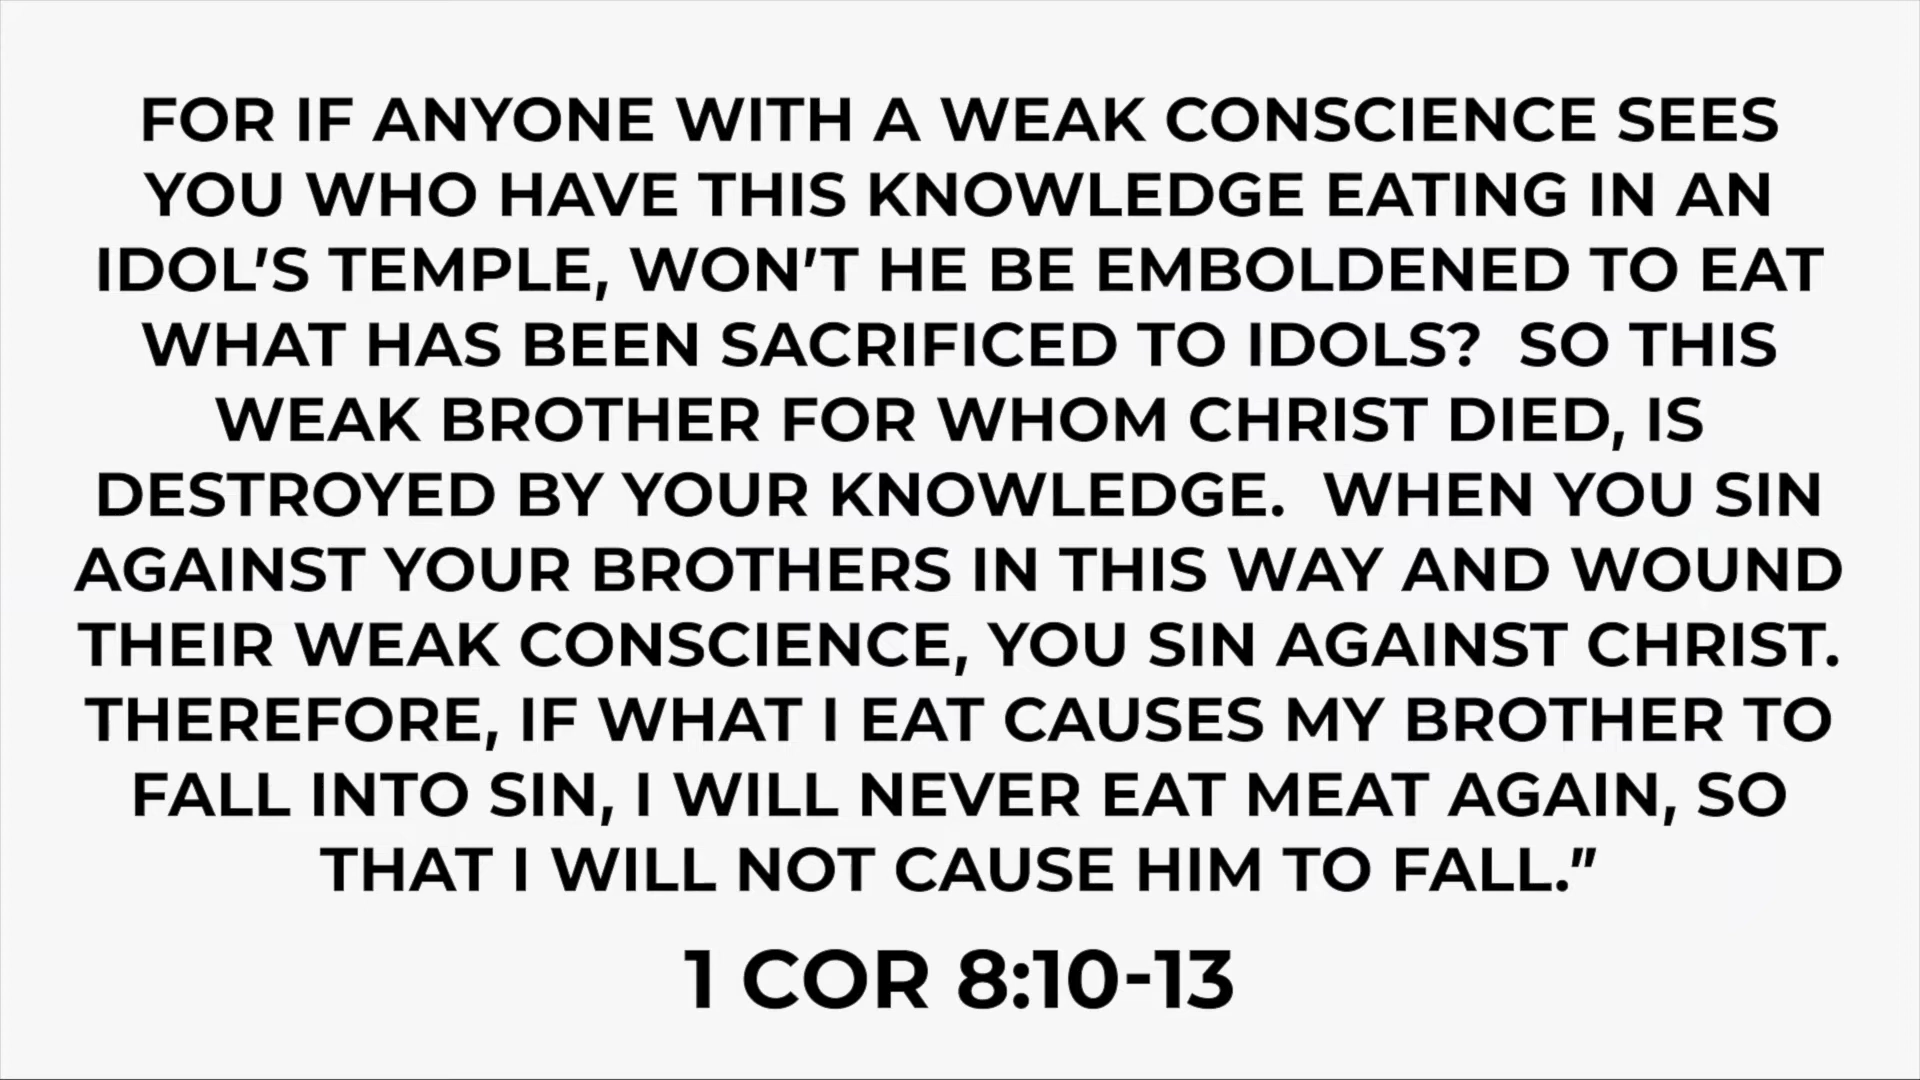 FOR IF ANYONE WITH A WEAK CONSCIENCE SEES
YOU WHO HAVE THIS KNOWLEDGE EATING IN AN
IDOL'S TEMPLE, WON'T HE BE EMBOLDENED TO EAT
WHAT HAS BEEN SACRIFICED TO IDOLS?  SO THIS
WEAK BROTHER FOR WHOM CHRIST DIED, IS
DESTROYED BY YOUR KNOWLEDGE.  WHEN YOU SIN
AGAINST YOUR BROTHERS IN THIS WAY AND WOUND
THEIR WEAK CONSCIENCE, YOU SIN AGAINST CHRIST.
THEREFORE, IF WHAT I EAT CAUSES MY BROTHER TO
FALL INTO SIN, I WILL NEVER EAT MEAT AGAIN, SO
THAT I WILL NOT CAUSE HIM TO FALL."
1 COR 8:10-13